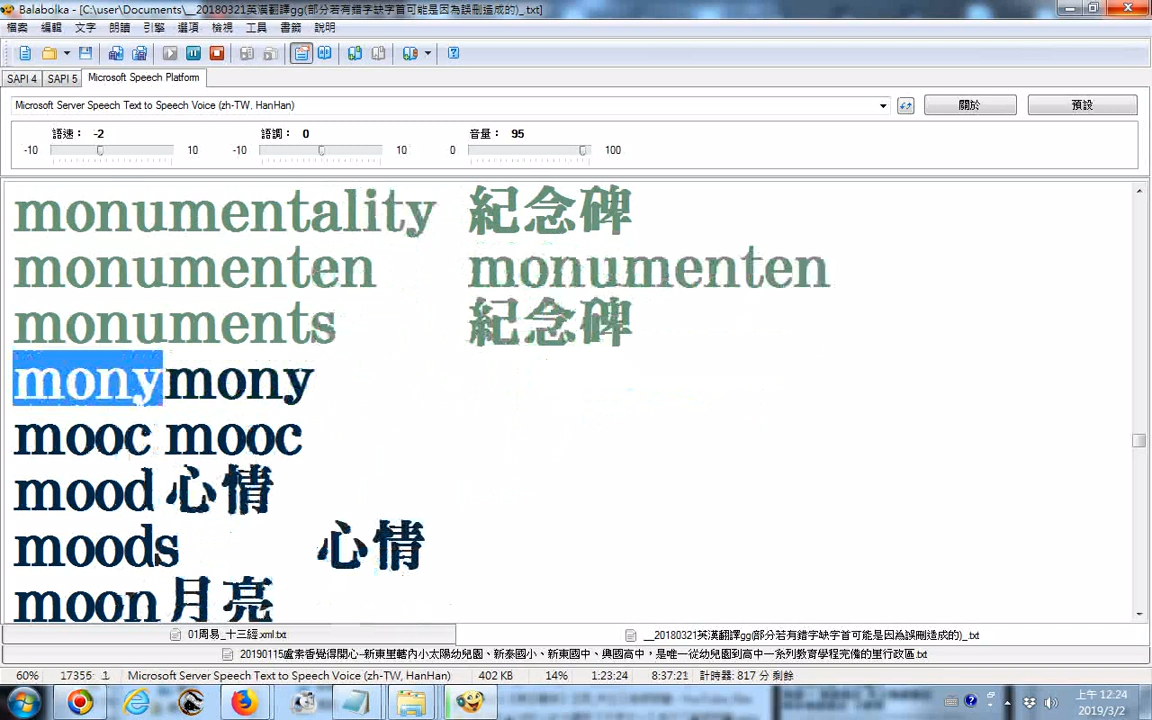 Balabolka - [C:\user\Documents\__20180321英漢翻譯gg(部分若有錯字缺字首可能是因為誤刪造成的)_.txt]
檔案 編輯 文字 朗讀 引擎 選項 檢視 工具 書籤 說明
SAPI 4 SAPI 5 Microsoft Speech Platform
Microsoft Server Speech Text to Speech Voice (zh-TW, HanHan) 關於 預設
語速： -2 語調： 0 音量： 95
-10 10 -10 10 0 100
monumentality 紀念碑
monumenten monumenten
monuments 紀念碑
mony mony
mooc mooc
mood 心情
moods 心情
moon 月亮
01周易_十三經.xml.txt __20180321英漢翻譯gg(部分若有錯字缺字首可能是因為誤刪造成的)_.txt
20190115盧素香覺得開心-新東里轄內小太陽幼兒園、新泰國小、新東國中、興國高中，是唯一從幼兒園到高中一系列教育學程完備的里行政區.txt
60% 17355: 1 Microsoft Server Speech Text to Speech Voice (zh-TW, HanHan) 402 KB 14% 1:23:24 8:37:21 計時器: 817 分 剩餘
上午 12:24
2019/3/2